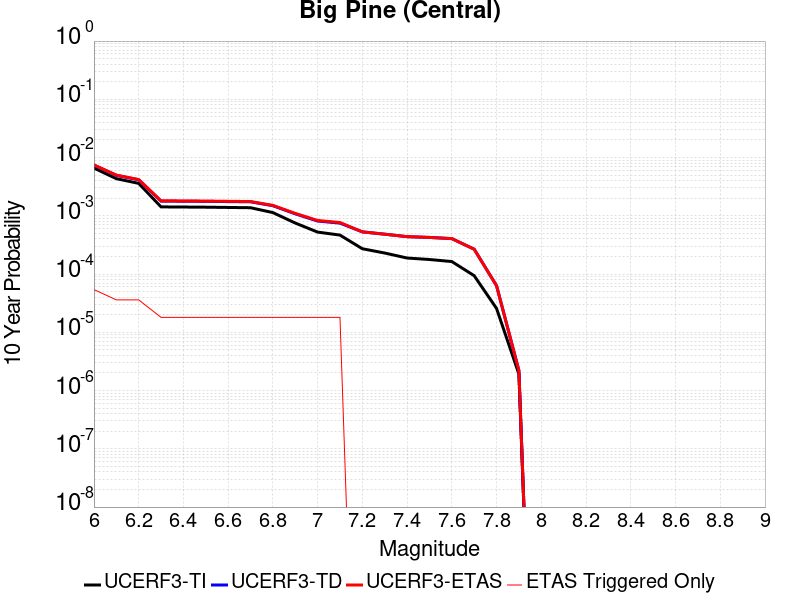 Big Pine (Central)
10 Year Probability
10^0
10^-1
10^-2
10^-3
10^-4
10^-5
10^-6
10^-7
10^-8
6 6.2 6.4 6.6 6.8 7 7.2 7.4 7.6 7.8 8 8.2 8.4 8.6 8.8 9
Magnitude
UCERF3-TI UCERF3-TD UCERF3-ETAS ETAS Triggered Only